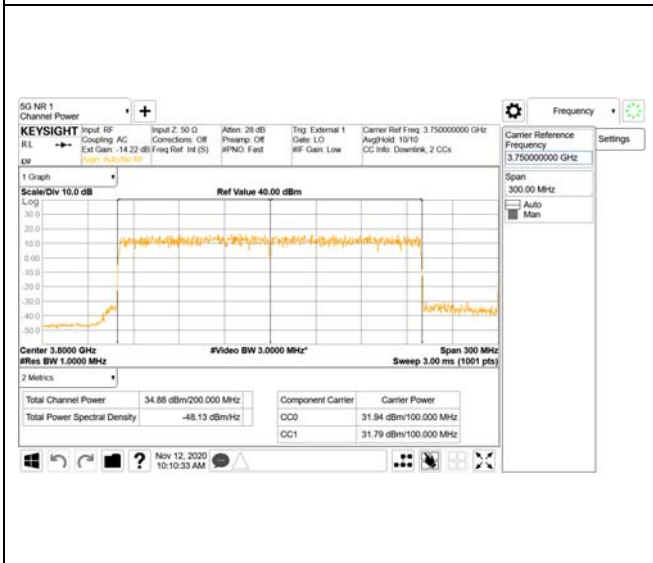 5G NR 1
Channel Power
Frequency
KEYSIGHT
RL
Input: RF
Coupling: AC
Ext Gain: -14.22 dB
Align: Auto/No RF
Input Z: 50 Ω
Corrections: Off
Freq Ref: Int (S)
Atten: 28 dB
Preamp: Off
#PNO: Fast
Trig: External 1
Gate: LO
#IF Gain: Low
Carrier Ref Freq: 3.750000000 GHz
Avg|Hold: 10/10
CC Info: Downlink, 2 CCs
Carrier Reference
Frequency
3.750000000 GHz
Settings
Span
300.00 MHz
Auto
Man
1 Graph
Scale/Div 10.0 dB
Ref Value 40.00 dBm
Log
30.0
20.0
10.0
0.00
-10.0
-20.0
-30.0
-40.0
-50.0
Center 3.8000 GHz
#Video BW 3.0000 MHz*
Span 300 MHz
#Res BW 1.0000 MHz
Sweep 3.00 ms (1001 pts)
2 Metrics
Total Channel Power 34.88 dBm/200.000 MHz
Total Power Spectral Density -48.13 dBm/Hz
Component Carrier Carrier Power
CC0 31.94 dBm/100.000 MHz
CC1 31.79 dBm/100.000 MHz
Nov 12, 2020
10:10:33 AM